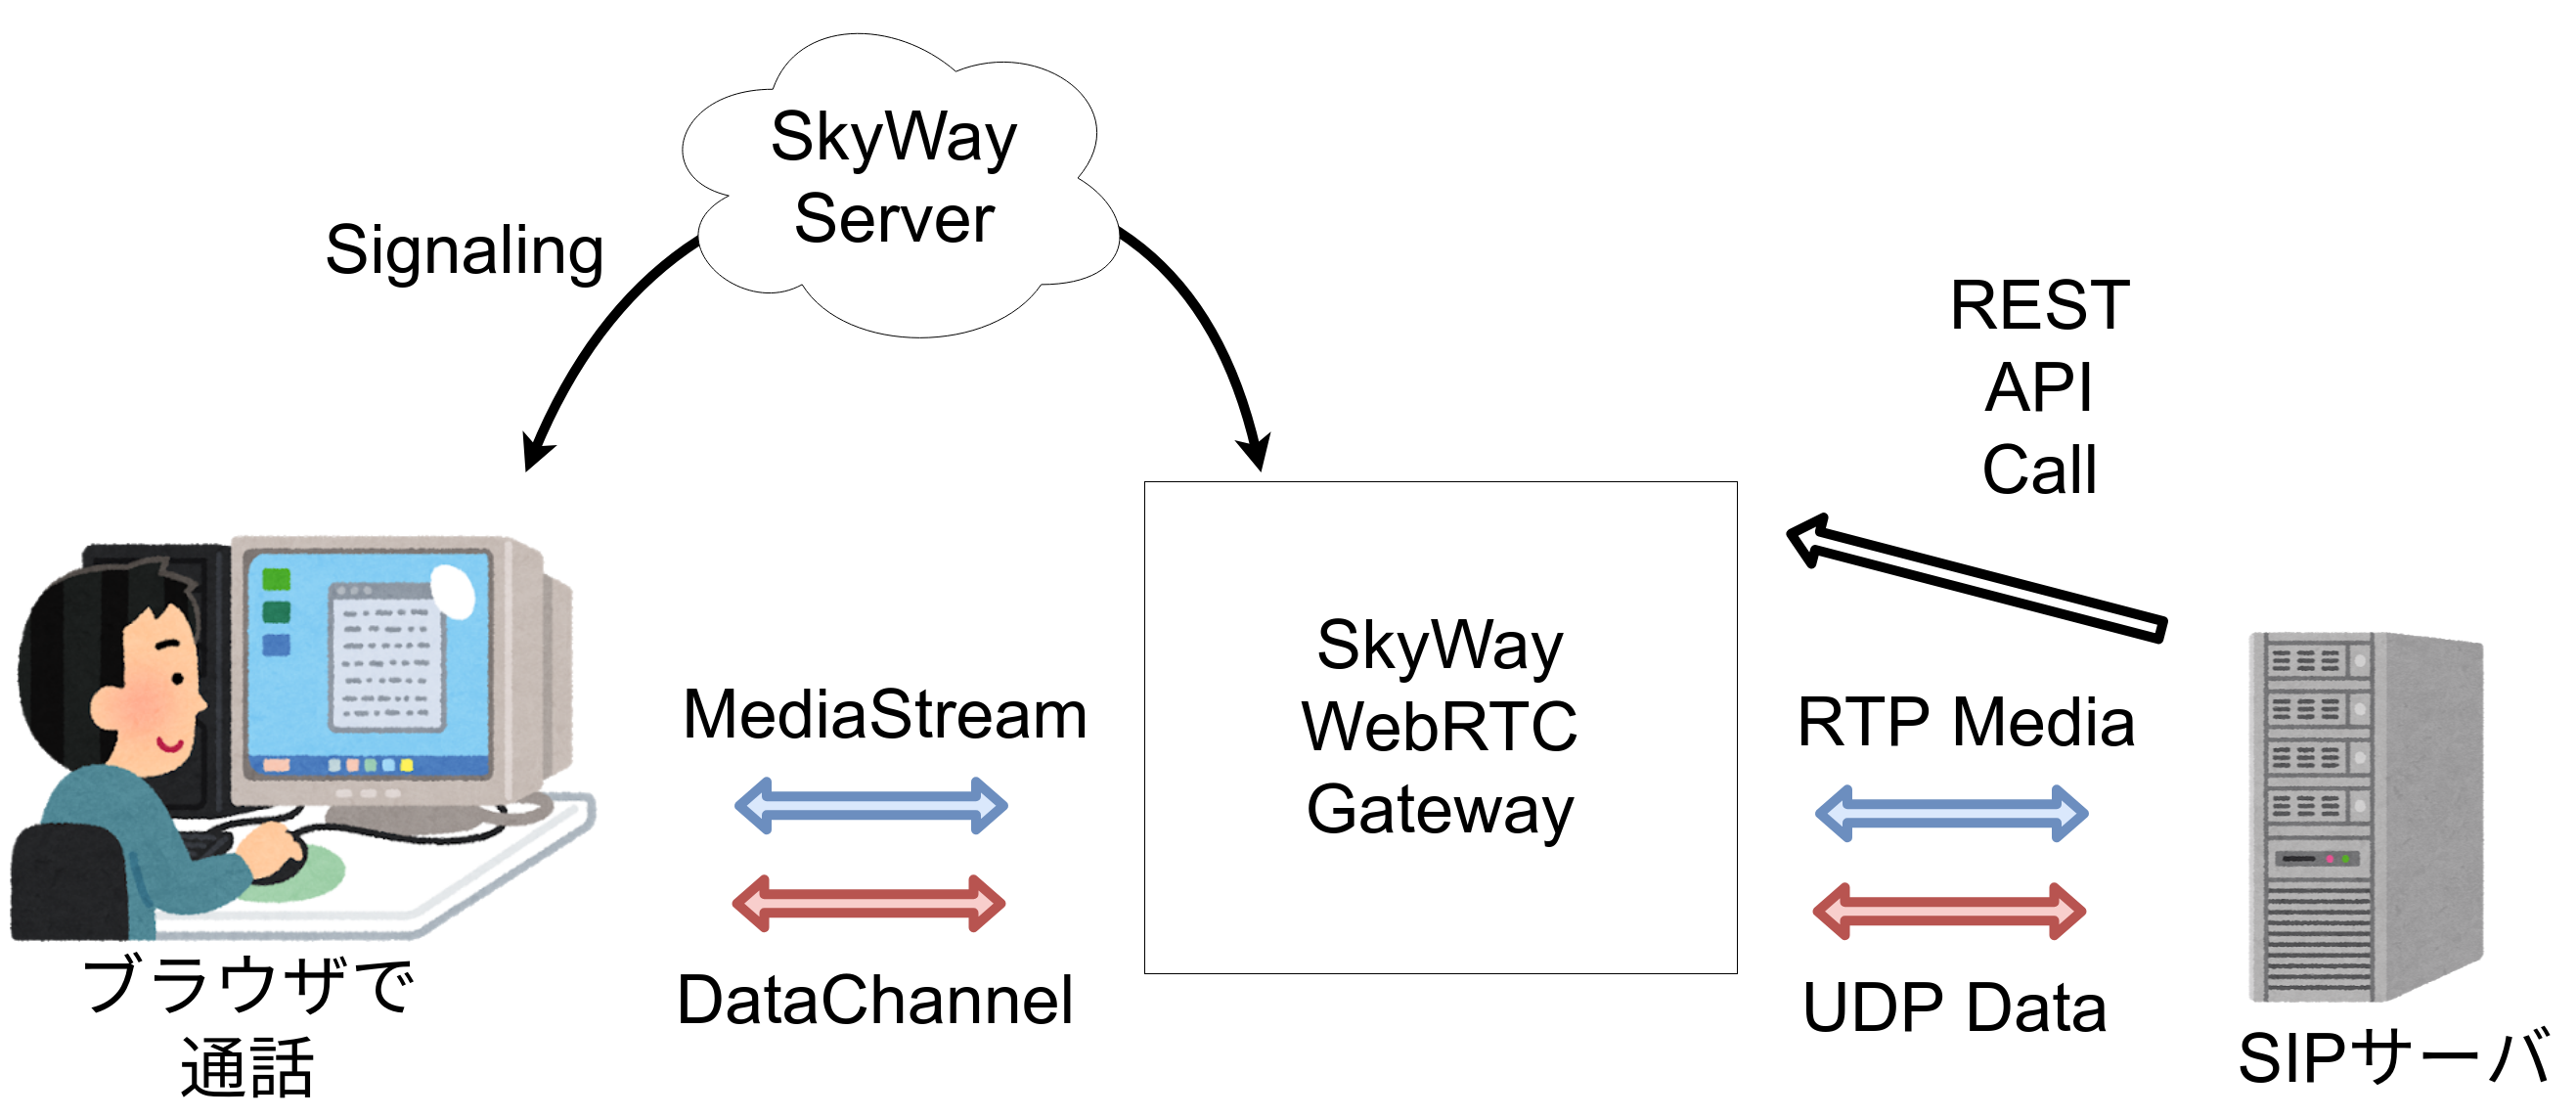 SkyWay
Server
Signaling
REST
API
Call
SkyWay
WebRTC
Gateway
MediaStream
DataChannel
RTP Media
UDP Data
ブラウザで
通話
SIPサーバ